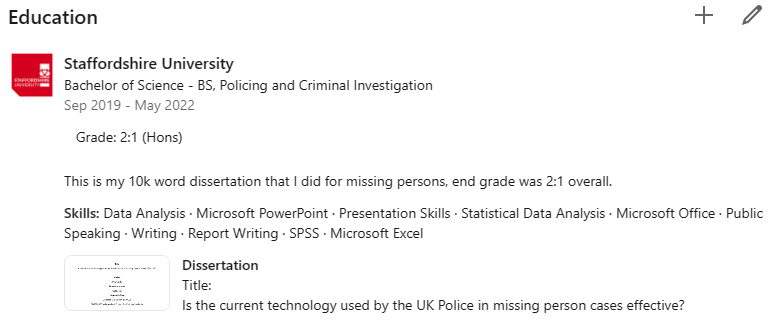 Education
Staffordshire University
STAFFORDSHIRE
UNIVERSITY
Bachelor of Science - BS, Policing and Criminal Investigation
Sep 2019 - May 2022
Grade: 2:1 (Hons)
This is my 10k word dissertation that I did for missing persons, end grade was 2:1 overall.
Skills: Data Analysis · Microsoft PowerPoint · Presentation Skills · Statistical Data Analysis · Microsoft Office · Public
Speaking · Writing · Report Writing · SPSS · Microsoft Excel
Dissertation
Title:
Is the current technology used by the UK Police in missing person cases effective?